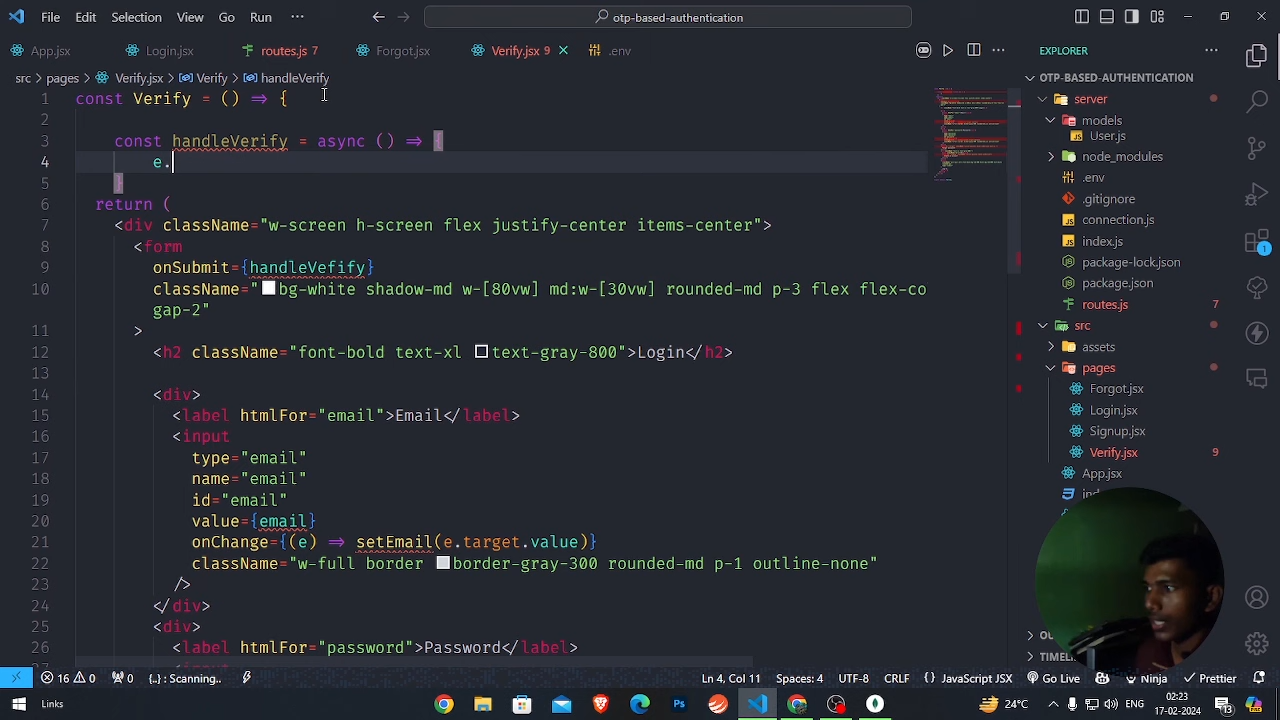 File
Edit
Selection
View
Go
Run
otp-based-authentication
App.jsx
Login.jsx
routes.js 7
Forgot.jsx
Verify.jsx 9
.env
EXPLORER
src > pages > Verify.jsx > Verify > handleVerify
OTP-BASED-AUTHENTICATION
1 const Verify = () => {
3 const handleVerify = async () => {
4 e.
5 }
6 return (
7 <div className="w-screen h-screen flex justify-center items-center">
8 <form
9 onSubmit={handleVefify}
10 className="bg-white shadow-md w-[80vw] md:w-[30vw] rounded-md p-3 flex flex-co
gap-2"
11 >
12 <h2 className="font-bold text-xl text-gray-800">Login</h2>
13
14 <div>
15 <label htmlFor="email">Email</label>
16 <input
17 type="email"
18 name="email"
19 id="email"
20 value={email}
21 onChange={(e) => setEmail(e.target.value)}
22 className="w-full border border-gray-300 rounded-md p-1 outline-none"
23 />
24 </div>
25 <div>
26 <label htmlFor="password">Password</label>
server
models
User.js
node_modules
.env
.gitignore
connection.js
index.js
package-lock.json
package.json
routes.js 7
src
assets
pages
Forgot.jsx
Login.jsx
Signup.jsx
Verify.jsx 9
App.jsx
1
16 0
0
{..} : Scanning..
Ln 4, Col 11
Spaces: 4
UTF-8
CRLF
{} JavaScript JSX
Go Live
Ninja
Prettier
Links
24°C
02:23
17-02-2024